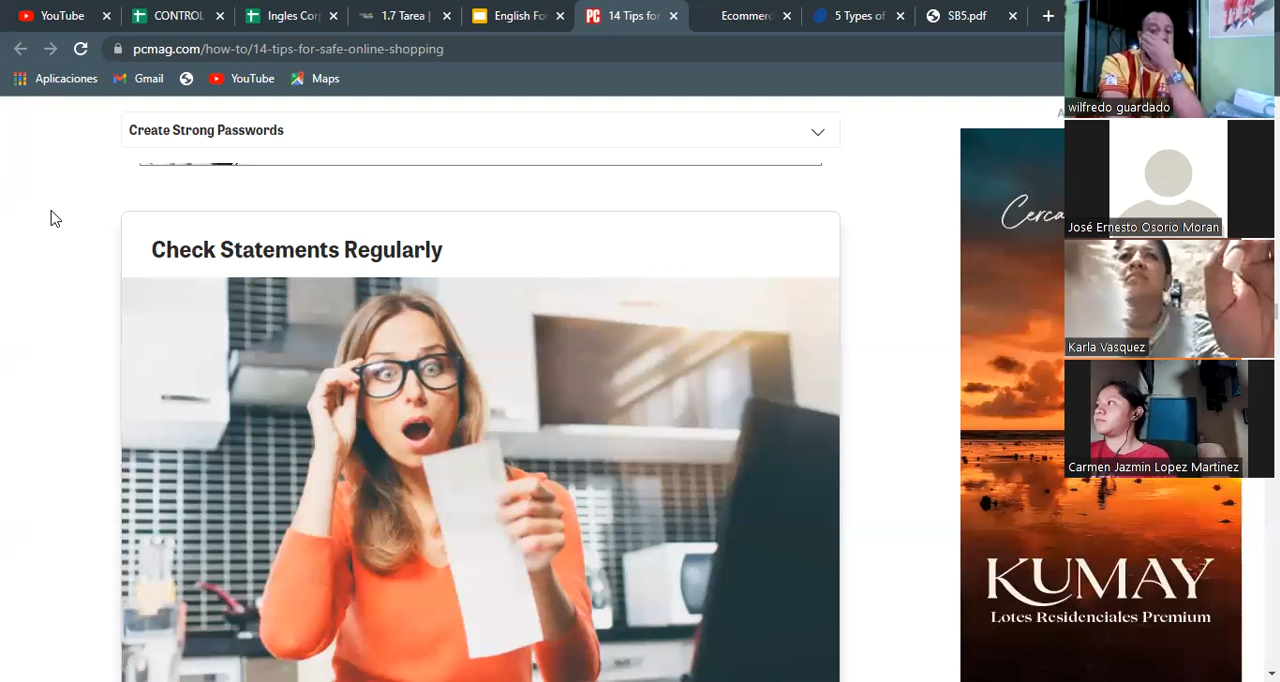 YouTube
CONTROL
Ingles Cor
1.7 Tarea |
English Fo
PC
14 Tips for
Ecommer
5 Types of
SB5.pdf
pcmag.com/how-to/14-tips-for-safe-online-shopping
Aplicaciones
Gmail
YouTube
Maps
Create Strong Passwords
Check Statements Regularly
Cerca
KUMAY
Lotes Residenciales Premium
wilfredo guardado
José Ernesto Osorio Moran
Karla Vasquez
Carmen Jazmin Lopez Martinez